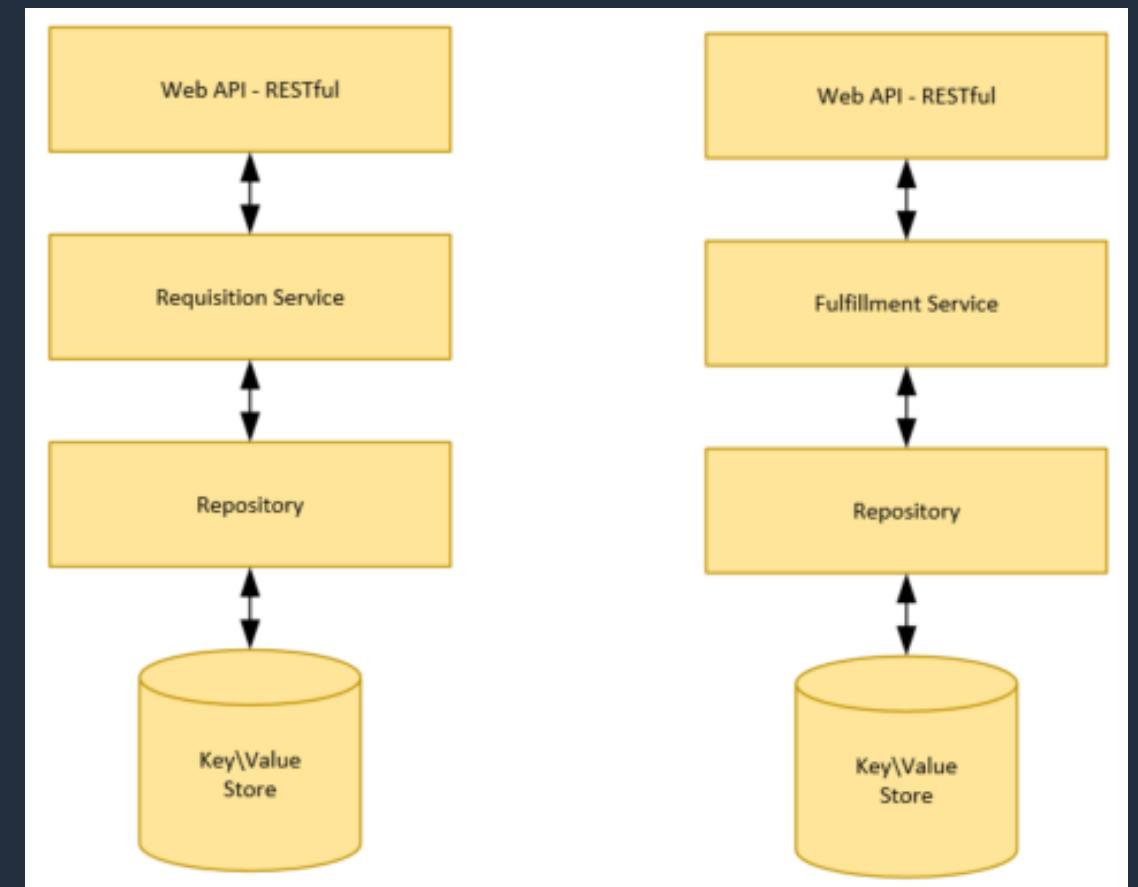 Web API - RESTful
Requisition Service
Repository
Key\Value
Store
Web API - RESTful
Fulfillment Service
Repository
Key\Value
Store